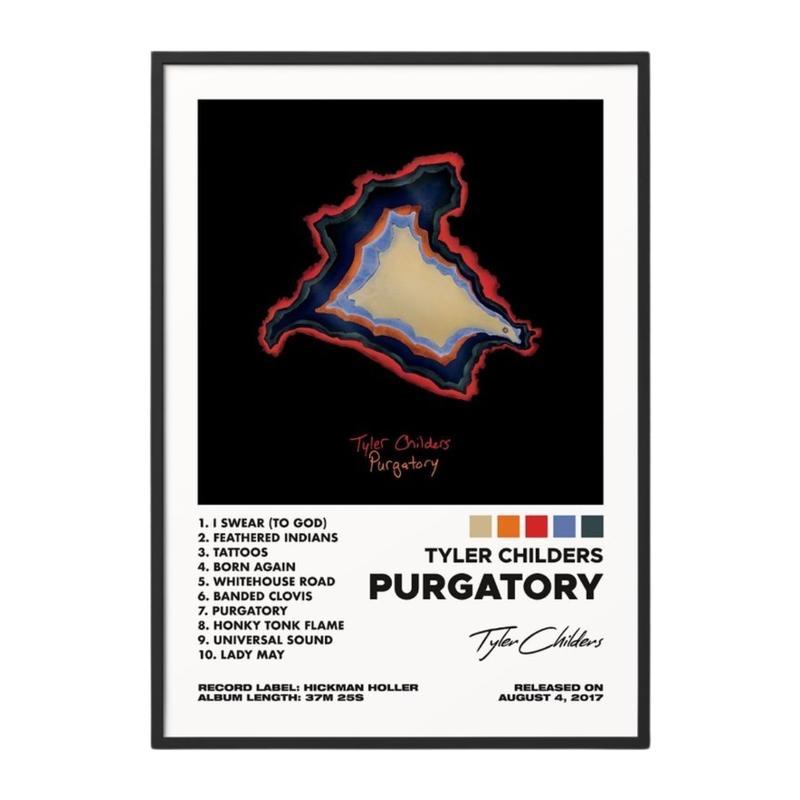 Tyler Childers
Purgatory
1. I SWEAR (TO GOD)
2. FEATHERED INDIANS
3. TATTOOS
4. BORN AGAIN
5. WHITEHOUSE ROAD
6. BANDED CLOVIS
7. PURGATORY
8. HONKY TONK FLAME
9. UNIVERSAL SOUND
10. LADY MAY
TYLER CHILDERS
PURGATORY
Tyler Childers
RECORD LABEL: HICKMAN HOLLER
ALBUM LENGTH: 37M 25S
RELEASED ON
AUGUST 4, 2017